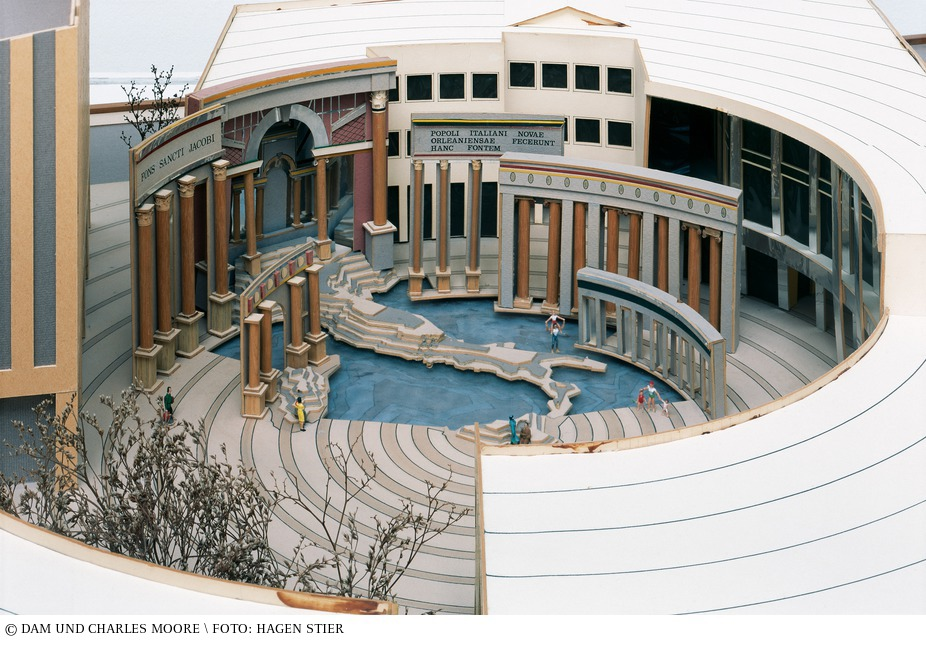 FONS SANCTI JACOBI
POPOLI ITALIANI NOVAE
ORLEANIENSAE FECERUNT
HANC FONTEM
© DAM UND CHARLES MOORE \ FOTO: HAGEN STIER